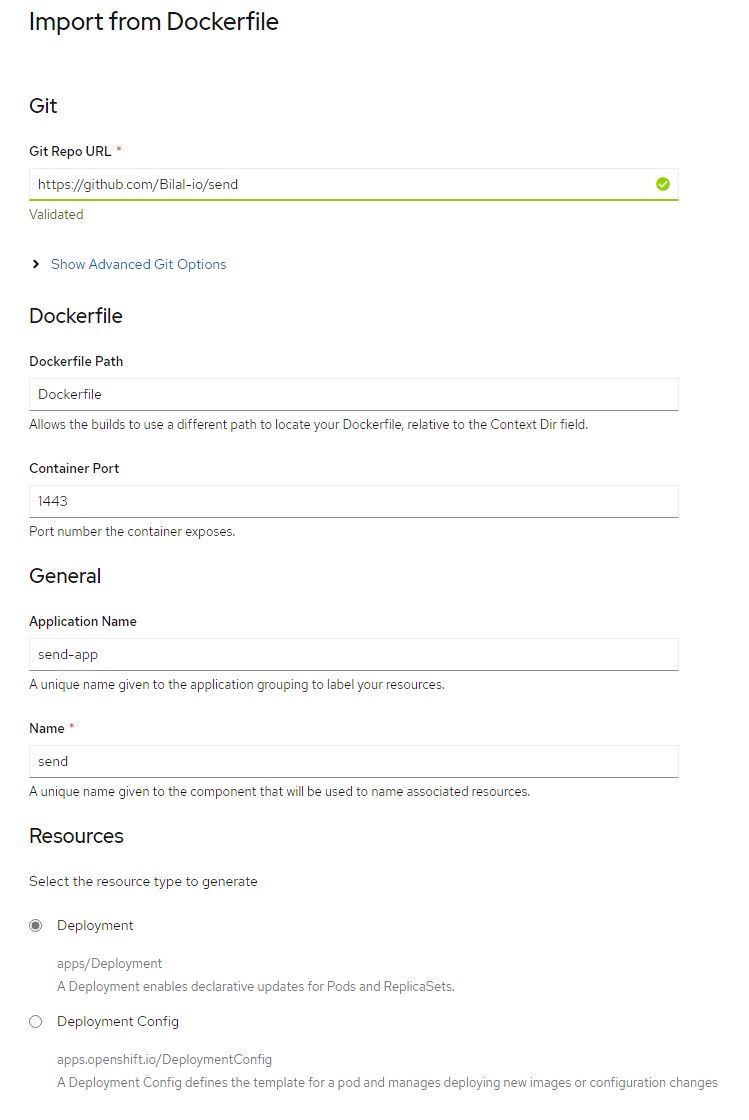 Import from Dockerfile
Git
Git Repo URL *
https://github.com/Bilal-io/send
Validated
Show Advanced Git Options
Dockerfile
Dockerfile Path
Dockerfile
Allows the builds to use a different path to locate your Dockerfile, relative to the Context Dir field.
Container Port
1443
Port number the container exposes.
General
Application Name
send-app
A unique name given to the application grouping to label your resources.
Name *
send
A unique name given to the component that will be used to name associated resources.
Resources
Select the resource type to generate
Deployment
apps/Deployment
A Deployment enables declarative updates for Pods and ReplicaSets.
Deployment Config
apps.openshift.io/DeploymentConfig
A Deployment Config defines the template for a pod and manages deploying new images or configuration changes